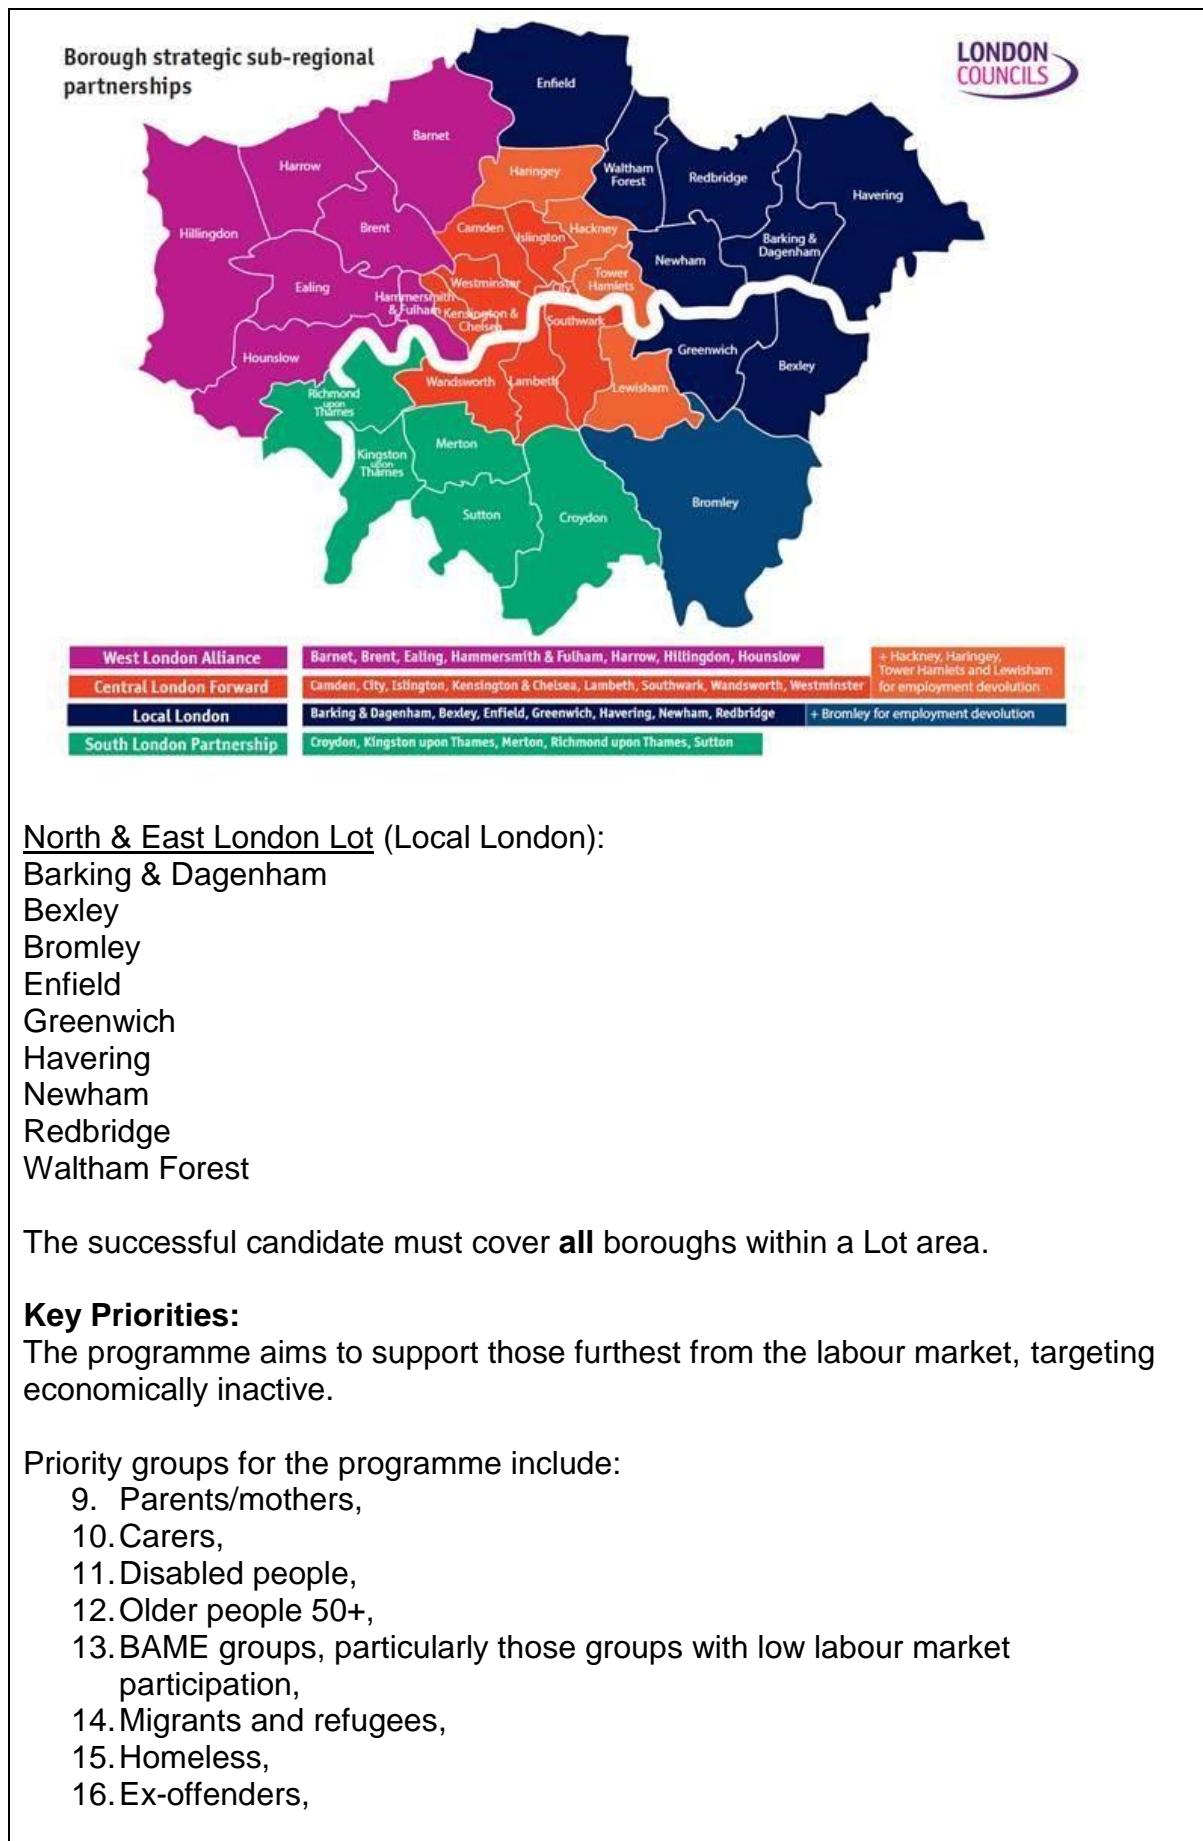 Borough strategic sub-regional
partnerships
LONDON
COUNCILS
Enfield
Barnet
Harrow
Haringey
Waltham
Forest
Redbridge
Havering
Hillingdon
Brent
Camden
Islington
Hackney
Barking &
Dagenham
Newham
Ealing
Westminster
Tower
Hamlets
City
Hammersmith
& Fulham
Kensington &
Chelsea
Southwark
Hounslow
Greenwich
Bexley
Richmond
upon
Thames
Wandsworth
Lambeth
Lewisham
Merton
Kingston
upon
Thames
Bromley
Sutton
Croydon
West London Alliance
Barnet, Brent, Ealing, Hammersmith & Fulham, Harrow, Hillingdon, Hounslow
+ Hackney, Haringey,
Tower Hamlets and Lewisham
for employment devolution
Central London Forward
Camden, City, Islington, Kensington & Chelsea, Lambeth, Southwark, Wandsworth, Westminster
Local London
Barking & Dagenham, Bexley, Enfield, Greenwich, Havering, Newham, Redbridge
+ Bromley for employment devolution
South London Partnership
Croydon, Kingston upon Thames, Merton, Richmond upon Thames, Sutton
North & East London Lot (Local London):
Barking & Dagenham
Bexley
Bromley
Enfield
Greenwich
Havering
Newham
Redbridge
Waltham Forest
The successful candidate must cover all boroughs within a Lot area.
Key Priorities:
The programme aims to support those furthest from the labour market, targeting
economically inactive.
Priority groups for the programme include:
9. Parents/mothers,
10. Carers,
11. Disabled people,
12. Older people 50+,
13. BAME groups, particularly those groups with low labour market
participation,
14. Migrants and refugees,
15. Homeless,
16. Ex-offenders,